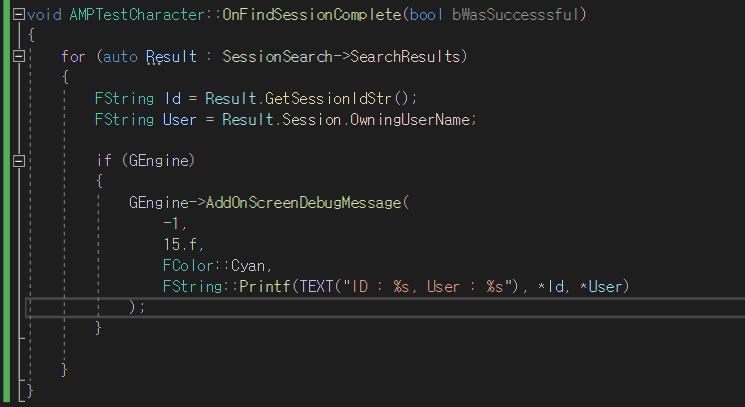 void AMPTestCharacter::OnFindSessionComplete(bool bWasSuccesssful)
{
    for (auto Result : SessionSearch->SearchResults)
    {
        FString Id = Result.GetSessionIdStr();
        FString User = Result.Session.OwningUserName;
        if (GEngine)
        {
            GEngine->AddOnScreenDebugMessage(
                -1,
                15.f,
                FColor::Cyan,
                FString::Printf(TEXT("ID : %s, User : %s"), *Id, *User)
            );
        }
    }
}